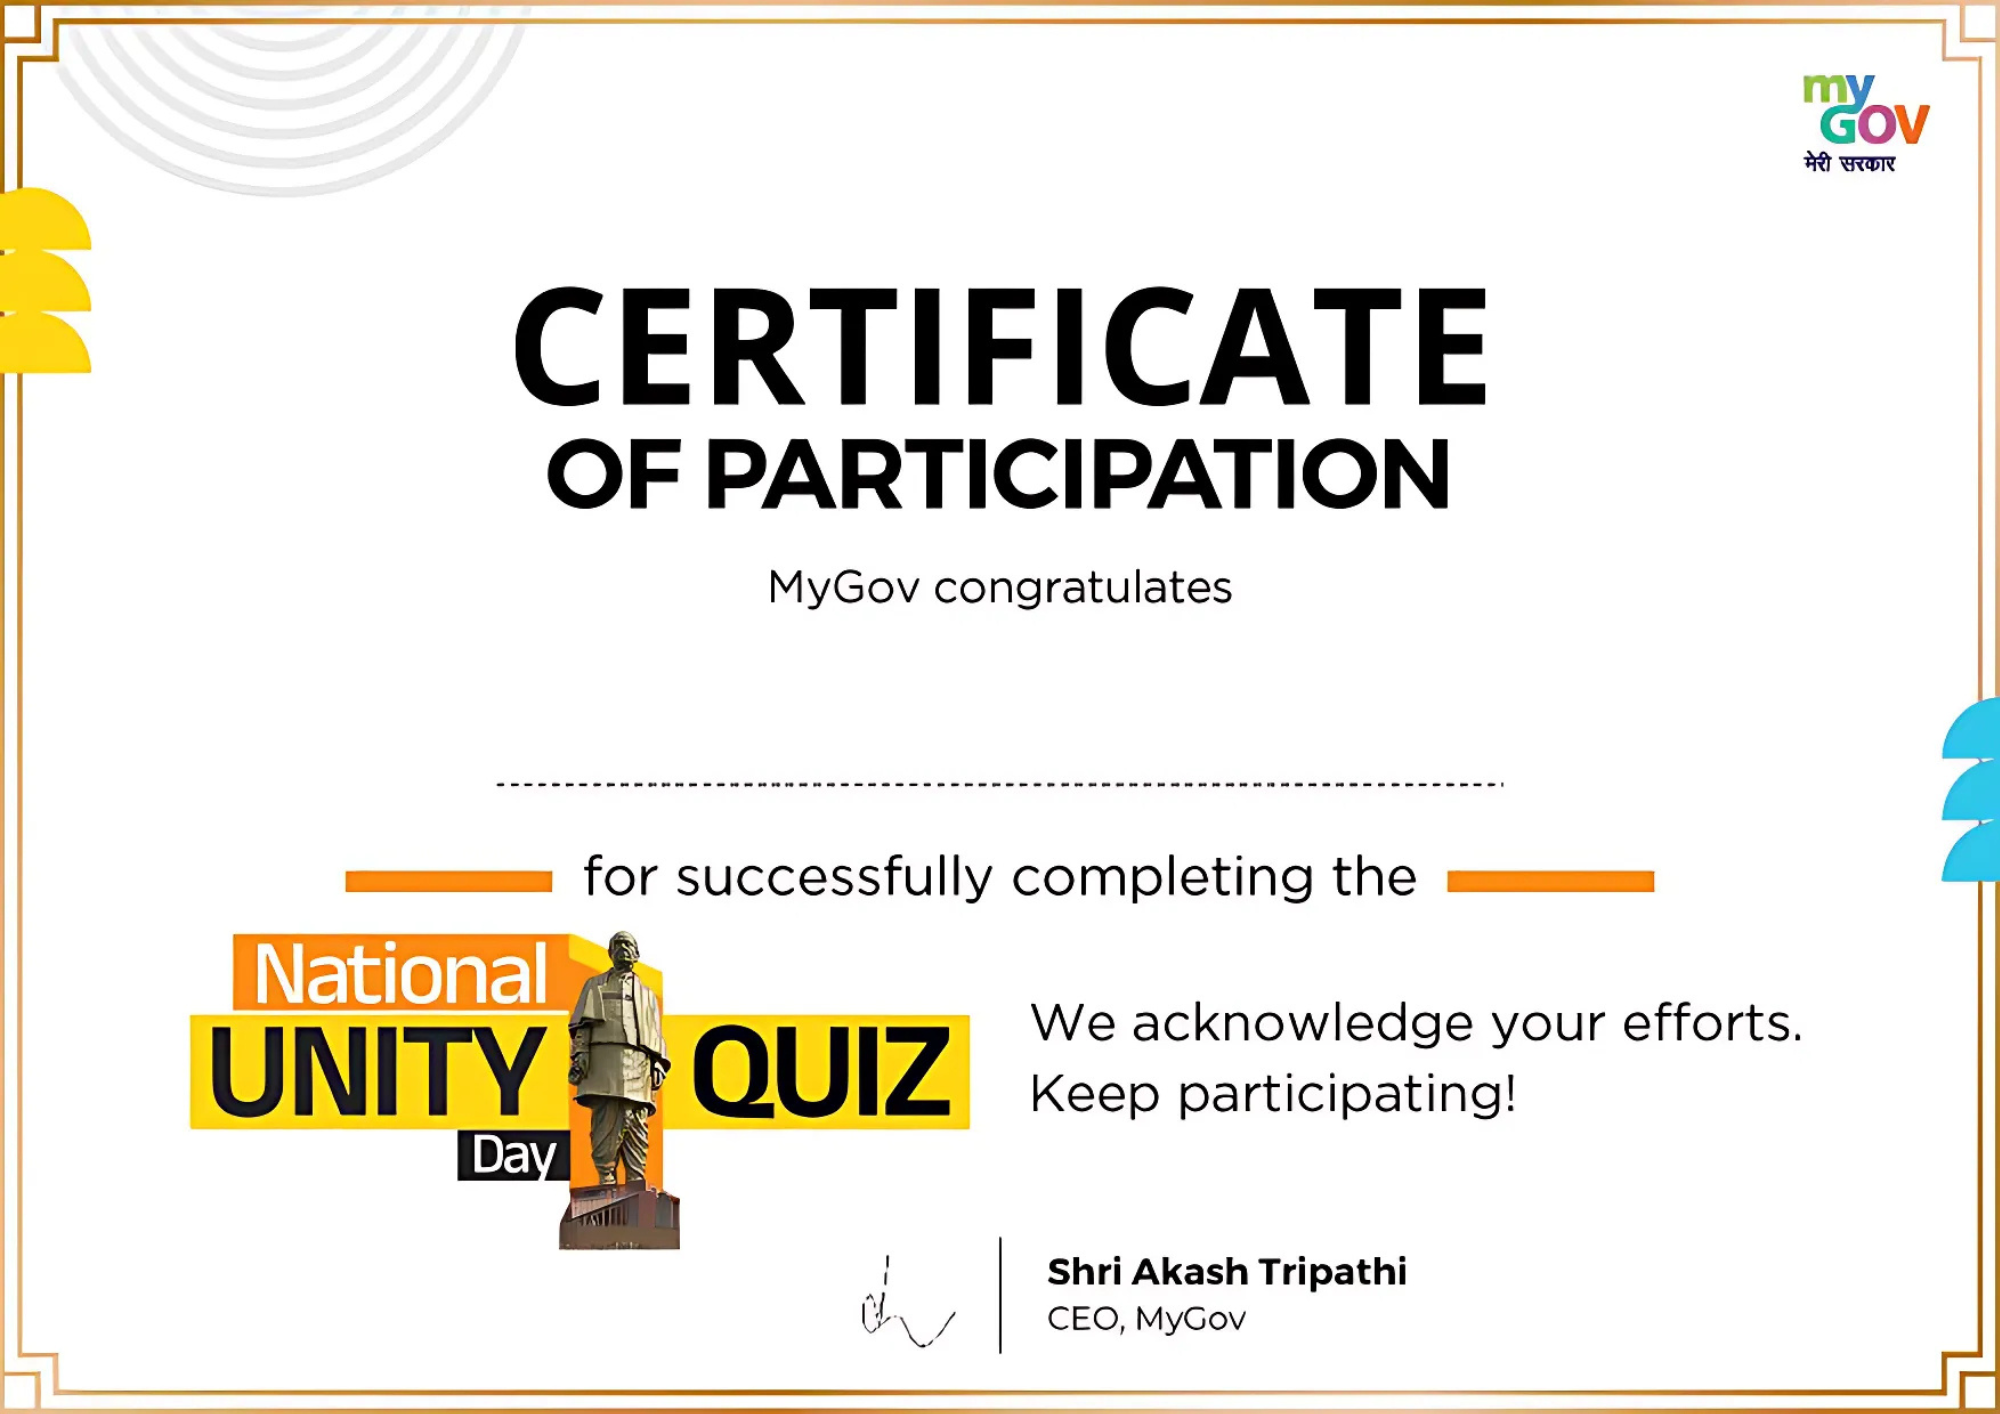 my
GOV
मेरी सरकार
CERTIFICATE
OF PARTICIPATION
MyGov congratulates
for successfully completing the
National
UNITY QUIZ
Day
We acknowledge your efforts.
Keep participating!
Shri Akash Tripathi
CEO, MyGov